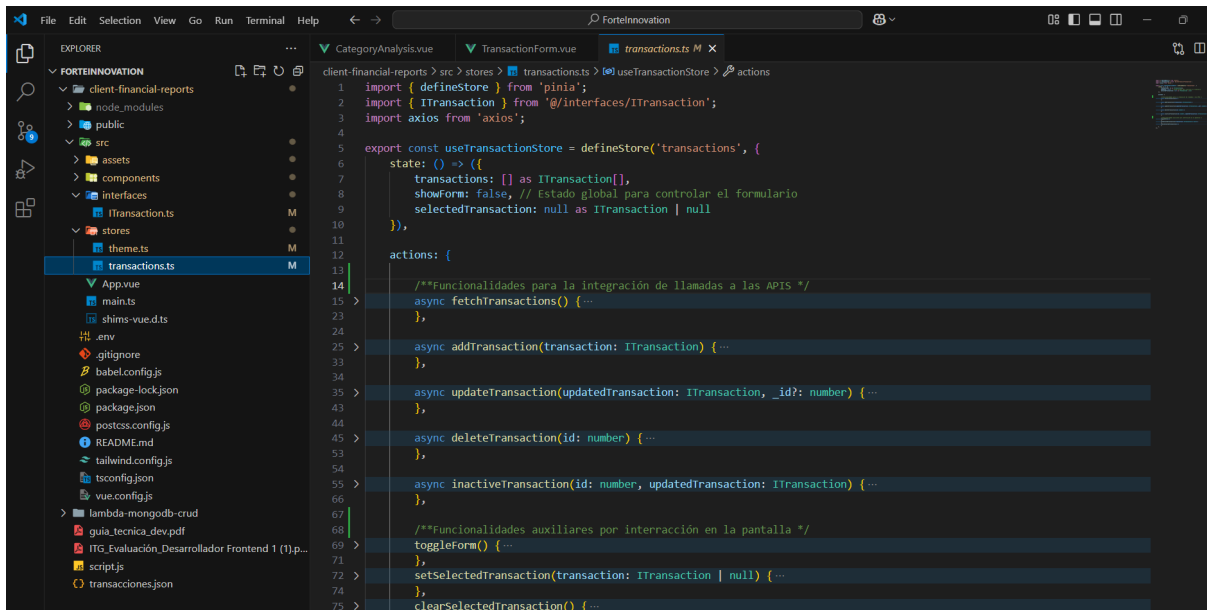 File Edit Selection View Go Run Terminal Help
ForteInnovation
EXPLORER
FORTEINNOVATION
client-financial-reports
node_modules
public
src
assets
components
interfaces
ITransaction.ts M
stores
theme.ts M
transactions.ts M
App.vue
main.ts
shims-vue.d.ts
.env
.gitignore
babel.config.js
package-lock.json
package.json
postcss.config.js
README.md
tailwind.config.js
tsconfig.json
vue.config.js
lambda-mongodb-crud
guia_tecnica_dev.pdf
ITG_Evaluación_Desarrollador Frontend 1 (1).p...
script.js
transacciones.json
9
CategoryAnalysis.vue TransactionForm.vue transactions.ts M
client-financial-reports > src > stores > transactions.ts > useTransactionStore > actions
1 import { defineStore } from 'pinia';
2 import { ITransaction } from '@/interfaces/ITransaction';
3 import axios from 'axios';
4
5 export const useTransactionStore = defineStore('transactions', {
6 state: () => ({
7 transactions: [] as ITransaction[],
8 showForm: false, // Estado global para controlar el formulario
9 selectedTransaction: null as ITransaction | null
10 }),
11
12 actions: {
13
14 /**Funcionalidades para la integración de llamadas a las APIS */
15 async fetchTransactions() { ...
23 },
24
25 async addTransaction(transaction: ITransaction) { ...
33 },
34
35 async updateTransaction(updatedTransaction: ITransaction, _id?: number) { ...
43 },
44
45 async deleteTransaction(id: number) { ...
53 },
54
55 async inactiveTransaction(id: number, updatedTransaction: ITransaction) { ...
66 },
67
68 /**Funcionalidades auxiliares por interracción en la pantalla */
69 toggleForm() { ...
71 },
72 setSelectedTransaction(transaction: ITransaction | null) { ...
74 },
75 clearSelectedTransaction() { ...